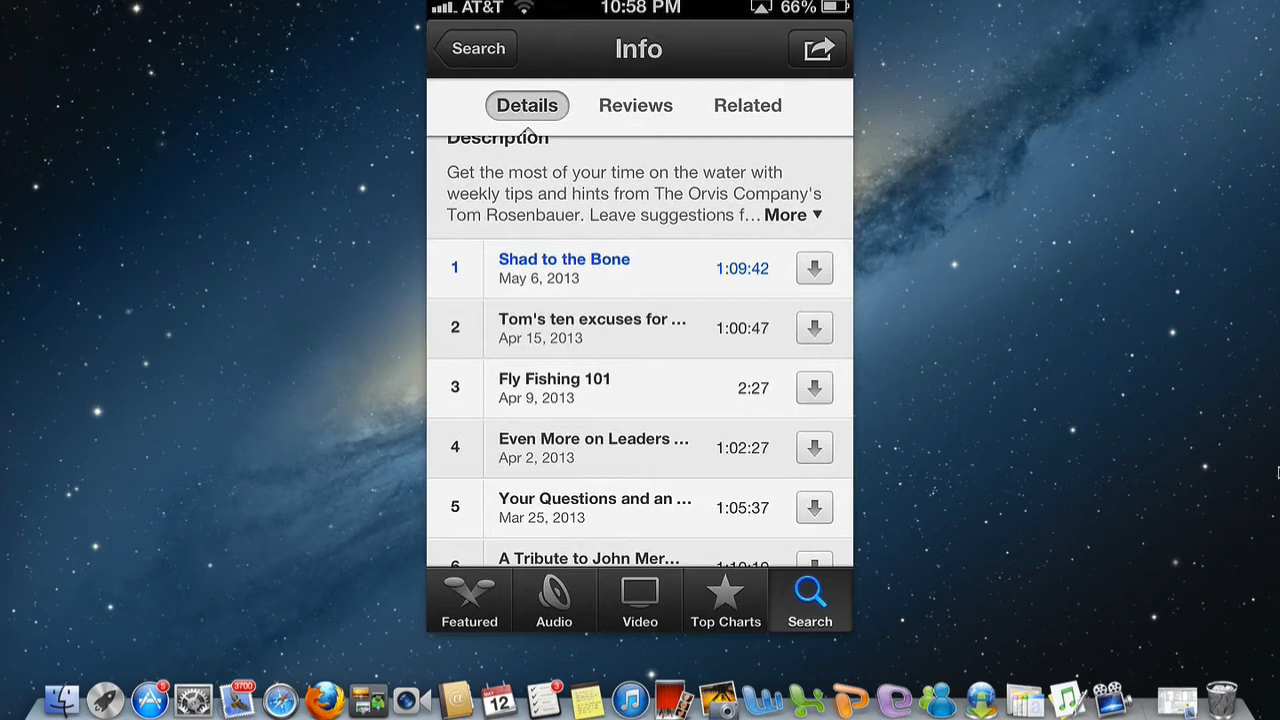 AT&T 10:58 PM 66%
Search Info
Details Reviews Related
Description
Get the most of your time on the water with
weekly tips and hints from The Orvis Company's
Tom Rosenbauer. Leave suggestions f... More ▼
1 Shad to the Bone 1:09:42
May 6, 2013
2 Tom's ten excuses for ... 1:00:47
Apr 15, 2013
3 Fly Fishing 101 2:27
Apr 9, 2013
4 Even More on Leaders ... 1:02:27
Apr 2, 2013
5 Your Questions and an ... 1:05:37
Mar 25, 2013
6 A Tribute to John Mer...
Featured Audio Video Top Charts Search
5 3700 12 3